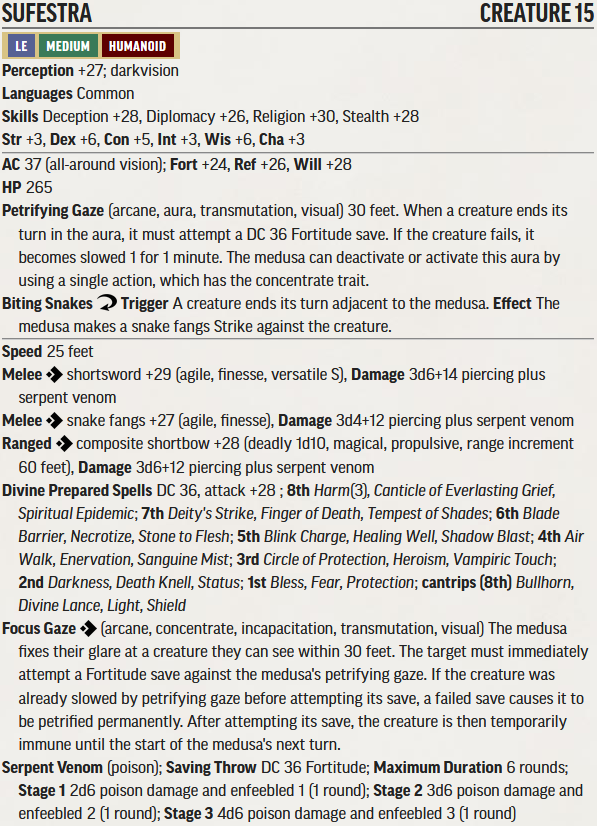 SUFESTRA CREATURE 15
LE MEDIUM HUMANOID
Perception +27; darkvision
Languages Common
Skills Deception +28, Diplomacy +26, Religion +30, Stealth +28
Str +3, Dex +6, Con +5, Int +3, Wis +6, Cha +3
AC 37 (all-around vision); Fort +24, Ref +26, Will +28
HP 265
Petrifying Gaze (arcane, aura, transmutation, visual) 30 feet. When a creature ends its
turn in the aura, it must attempt a DC 36 Fortitude save. If the creature fails, it
becomes slowed 1 for 1 minute. The medusa can deactivate or activate this aura by
using a single action, which has the concentrate trait.
Biting Snakes Trigger A creature ends its turn adjacent to the medusa. Effect The
medusa makes a snake fangs Strike against the creature.
Speed 25 feet
Melee shortsword +29 (agile, finesse, versatile S), Damage 3d6+14 piercing plus
serpent venom
Melee snake fangs +27 (agile, finesse), Damage 3d4+12 piercing plus serpent venom
Ranged composite shortbow +28 (deadly 1d10, magical, propulsive, range increment
60 feet), Damage 3d6+12 piercing plus serpent venom
Divine Prepared Spells DC 36, attack +28 ; 8th Harm(3), Canticle of Everlasting Grief,
Spiritual Epidemic; 7th Deity's Strike, Finger of Death, Tempest of Shades; 6th Blade
Barrier, Necrotize, Stone to Flesh; 5th Blink Charge, Healing Well, Shadow Blast; 4th Air
Walk, Enervation, Sanguine Mist; 3rd Circle of Protection, Heroism, Vampiric Touch;
2nd Darkness, Death Knell, Status; 1st Bless, Fear, Protection; cantrips (8th) Bullhorn,
Divine Lance, Light, Shield
Focus Gaze (arcane, concentrate, incapacitation, transmutation, visual) The medusa
fixes their glare at a creature they can see within 30 feet. The target must immediately
attempt a Fortitude save against the medusa's petrifying gaze. If the creature was
already slowed by petrifying gaze before attempting its save, a failed save causes it to
be petrified permanently. After attempting its save, the creature is then temporarily
immune until the start of the medusa's next turn.
Serpent Venom (poison); Saving Throw DC 36 Fortitude; Maximum Duration 6 rounds;
Stage 1 2d6 poison damage and enfeebled 1 (1 round); Stage 2 3d6 poison damage and
enfeebled 2 (1 round); Stage 3 4d6 poison damage and enfeebled 3 (1 round)